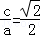 c/a = √2/2